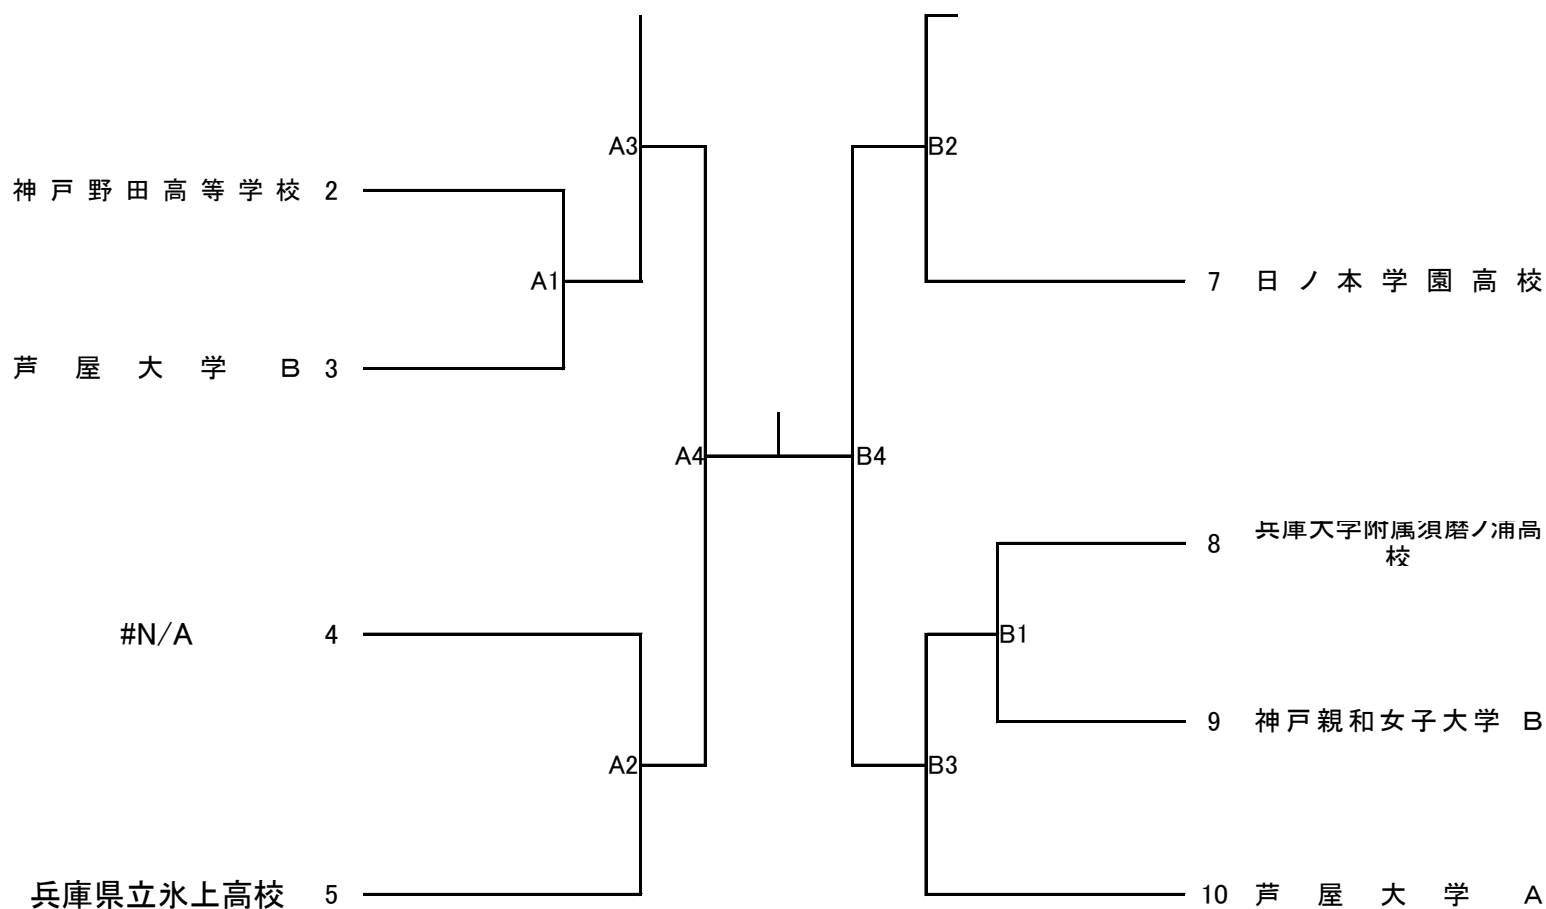 A3
B2
神戸野田高等学校 2
A1
7 日ノ本学園高校
芦屋大学 B 3
A4
B4
8 兵庫大学附属須磨ノ浦高
校
#N/A 4
B1
9 神戸親和女子大学 B
A2
B3
兵庫県立氷上高校 5
10 芦屋大学 A